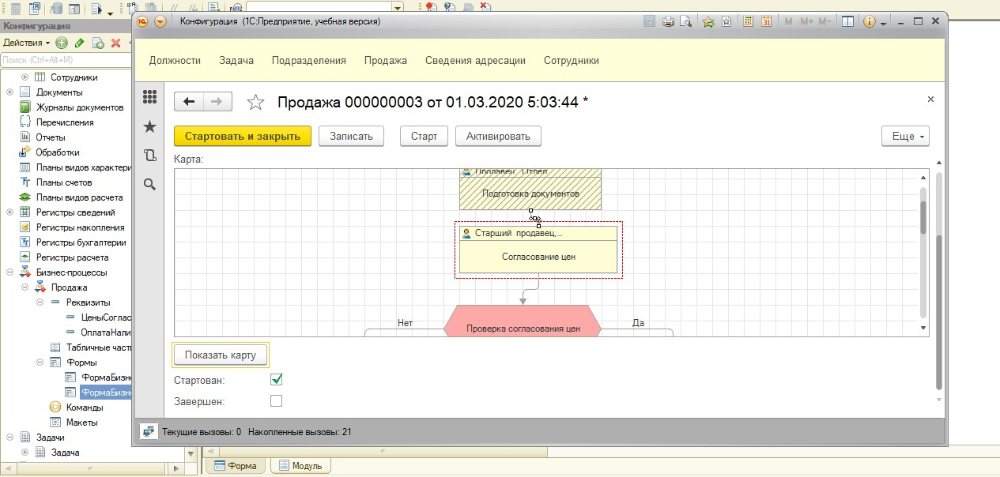 Конфигурация (1С:Предприятие, учебная версия)
M M+ M-
Конфигурация
Действия
Поиск (Ctrl+Alt+M)
Сотрудники
Документы
Журналы документов
Перечисления
Отчеты
Обработки
Планы видов характери
Планы счетов
Планы видов расчета
Регистры сведений
Регистры накопления
Регистры бухгалтерии
Регистры расчета
Бизнес-процессы
Продажа
Реквизиты
ЦеныСоглас
ОплатаНали
Табличные части
Формы
ФормаБизне
ФормаБизне
Команды
Макеты
Задачи
Задача
Должности Задача Подразделения Продажа Сведения адресации Сотрудники
Продажа 000000003 от 01.03.2020 5:03:44 *
Стартовать и закрыть Записать Старт Активировать Еще
Карта:
Продавец, Отдел
Подготовка документов
Старший продавец,...
Согласование цен
Нет Проверка согласования цен Да
Показать карту
Стартован:
Завершен:
Текущие вызовы: 0 Накопленные вызовы: 21
Форма Модуль